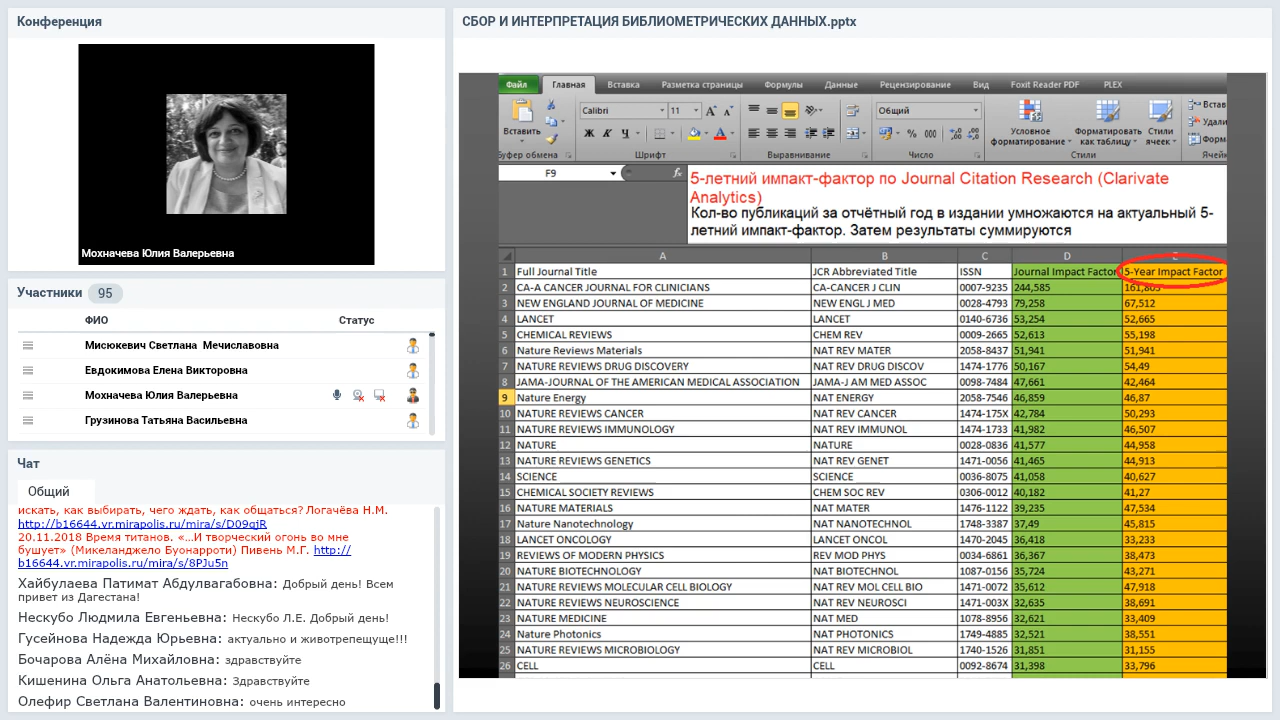 Конференция
Мохначева Юлия Валерьевна
Участники 95
ФИО Статус
Мисюкевич Светлана Мечиславовна
Евдокимова Елена Викторовна
Мохначева Юлия Валерьевна
Грузинова Татьяна Васильевна
Чат
Общий
искать, как выбирать, чего ждать, как общаться? Логачёва Н.М.
http://b16644.vr.mirapolis.ru/mira/s/D09qjR
20.11.2018 Время титанов. «...И творческий огонь во мне
бушует» (Микеланджело Буонарроти) Пивень М.Г. http://
b16644.vr.mirapolis.ru/mira/s/8PJu5n
Хайбулаева Патимат Абдулвагабовна: Добрый день! Всем
привет из Дагестана!
Нескубо Людмила Евгеньевна: Нескубо Л.Е. Добрый день!
Гусейнова Надежда Юрьевна: актуально и животрепещуще!!!
Бочарова Алёна Михайловна: здравствуйте
Кишенина Ольга Анатольевна: Здравствуйте
Олефир Светлана Валентиновна: очень интересно
СБОР И ИНТЕРПРЕТАЦИЯ БИБЛИОМЕТРИЧЕСКИХ ДАННЫХ.pptx
Файл Главная Вставка Разметка страницы Формулы Данные Рецензирование Вид Foxit Reader PDF PLEX
Calibri 11 Общий
Вставить Ж К Ч % 000 Условное форматирование Форматировать как таблицу Стили ячеек
Буфер обмена Шрифт Выравнивание Число Стили
F9 fx
5-летний импакт-фактор по Journal Citation Research (Clarivate
Analytics)
Кол-во публикаций за отчётный год в издании умножаются на актуальный 5-
летний импакт-фактор. Затем результаты суммируются
A B C D
1 Full Journal Title JCR Abbreviated Title ISSN Journal Impact Factor 5-Year Impact Factor
2 CA-A CANCER JOURNAL FOR CLINICIANS CA-CANCER J CLIN 0007-9235 244,585
3 NEW ENGLAND JOURNAL OF MEDICINE NEW ENGL J MED 0028-4793 79,258 67,512
4 LANCET LANCET 0140-6736 53,254 52,665
5 CHEMICAL REVIEWS CHEM REV 0009-2665 52,613 55,198
6 Nature Reviews Materials NAT REV MATER 2058-8437 51,941 51,941
7 NATURE REVIEWS DRUG DISCOVERY NAT REV DRUG DISCOV 1474-1776 50,167 54,49
8 JAMA-JOURNAL OF THE AMERICAN MEDICAL ASSOCIATION JAMA-J AM MED ASSOC 0098-7484 47,661 42,464
9 Nature Energy NAT ENERGY 2058-7546 46,859 46,87
10 NATURE REVIEWS CANCER NAT REV CANCER 1474-175X 42,784 50,293
11 NATURE REVIEWS IMMUNOLOGY NAT REV IMMUNOL 1474-1733 41,982 46,507
12 NATURE NATURE 0028-0836 41,577 44,958
13 NATURE REVIEWS GENETICS NAT REV GENET 1471-0056 41,465 44,913
14 SCIENCE SCIENCE 0036-8075 41,058 40,627
15 CHEMICAL SOCIETY REVIEWS CHEM SOC REV 0306-0012 40,182 41,27
16 NATURE MATERIALS NAT MATER 1476-1122 39,235 47,534
17 Nature Nanotechnology NAT NANOTECHNOL 1748-3387 37,49 45,815
18 LANCET ONCOLOGY LANCET ONCOL 1470-2045 36,418 33,233
19 REVIEWS OF MODERN PHYSICS REV MOD PHYS 0034-6861 36,367 38,473
20 NATURE BIOTECHNOLOGY NAT BIOTECHNOL 1087-0156 35,724 43,271
21 NATURE REVIEWS MOLECULAR CELL BIOLOGY NAT REV MOL CELL BIO 1471-0072 35,612 47,918
22 NATURE REVIEWS NEUROSCIENCE NAT REV NEUROSCI 1471-003X 32,635 38,691
23 NATURE MEDICINE NAT MED 1078-8956 32,621 33,409
24 Nature Photonics NAT PHOTONICS 1749-4885 32,521 38,551
25 NATURE REVIEWS MICROBIOLOGY NAT REV MICROBIOL 1740-1526 31,851 31,155
26 CELL CELL 0092-8674 31,398 33,796